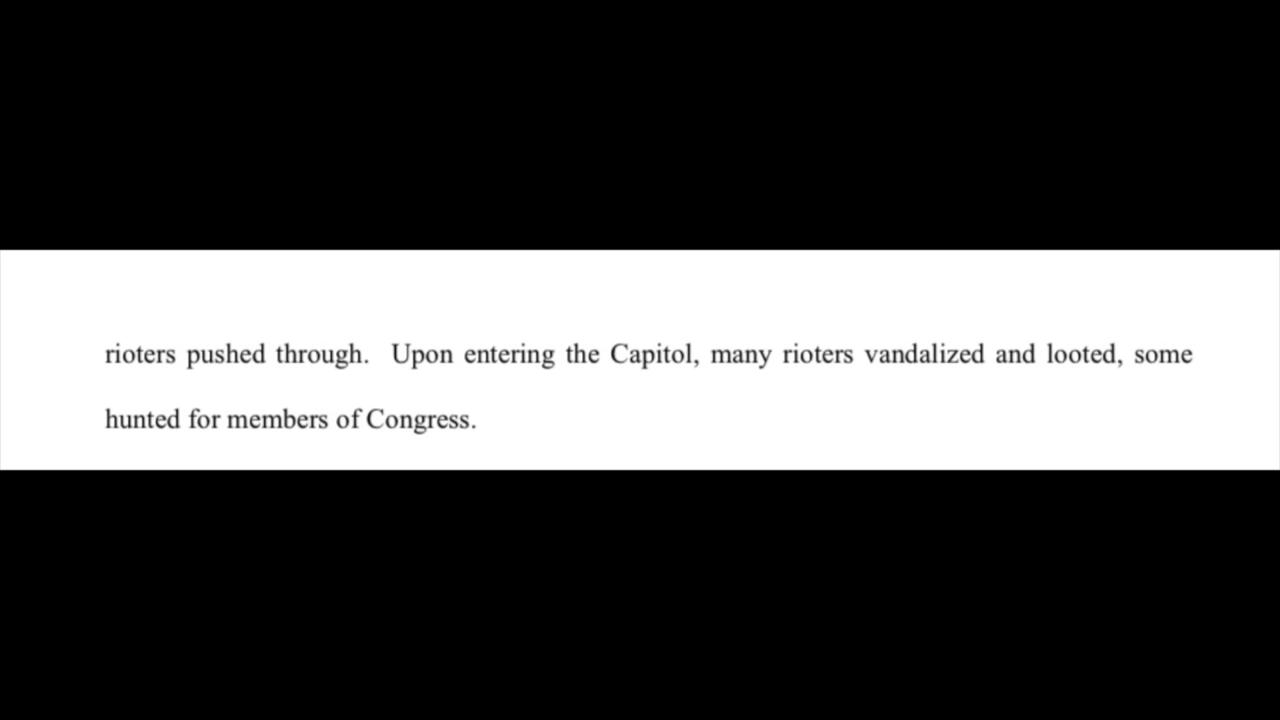 rioters pushed through.  Upon entering the Capitol, many rioters vandalized and looted, some
hunted for members of Congress.